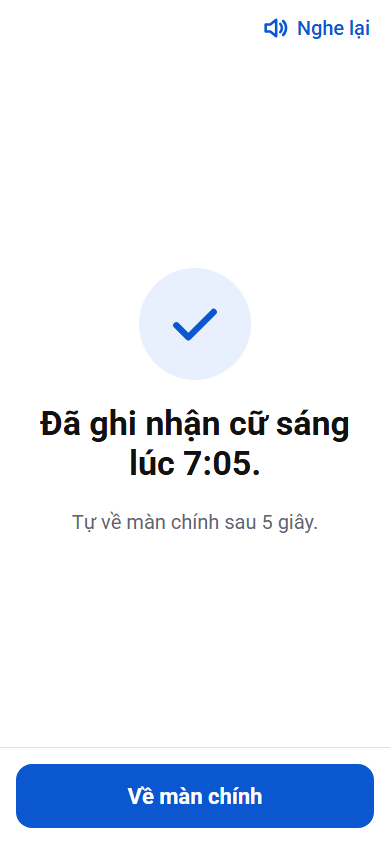 Nghe lại
Đã ghi nhận cữ sáng
lúc 7:05.
Tự về màn chính sau 5 giây.
Về màn chính